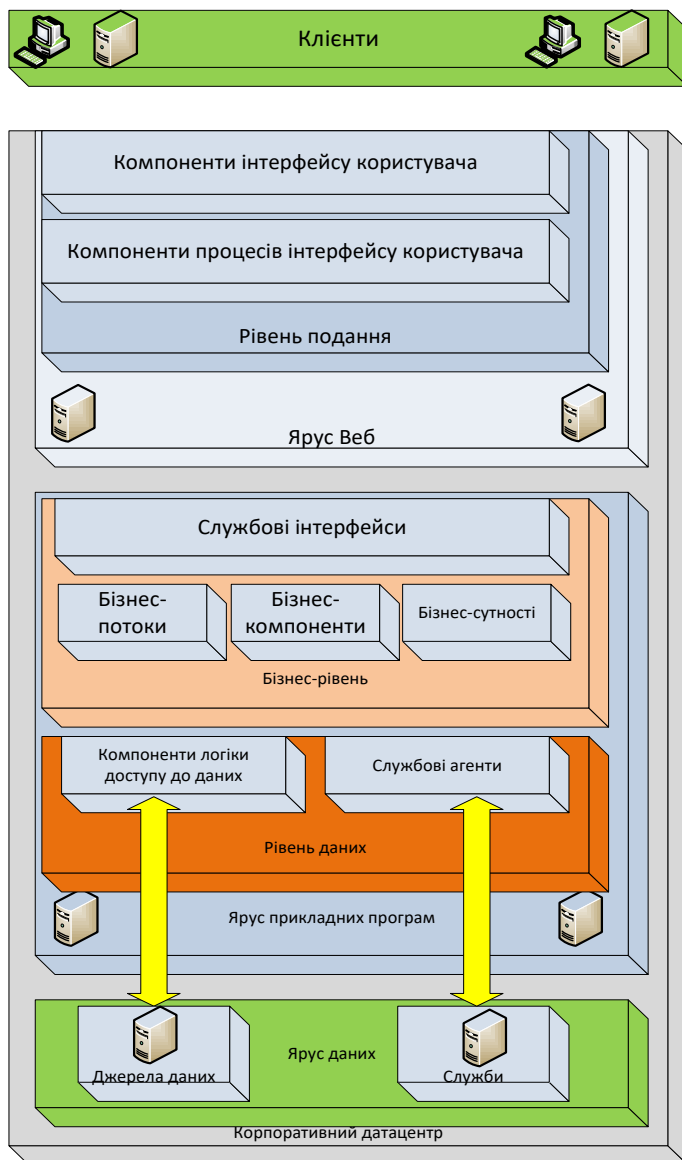 Клієнти
Компоненти інтерфейсу користувача
Компоненти процесів інтерфейсу користувача
Рівень подання
Ярус Веб
Службові інтерфейси
Бізнес-
потоки
Бізнес-
компоненти
Бізнес-сутності
Бізнес-рівень
Компоненти логіки
доступу до даних
Службові агенти
Рівень даних
Ярус прикладних програм
Ярус даних
Джерела даних
Служби
Корпоративний датацентр